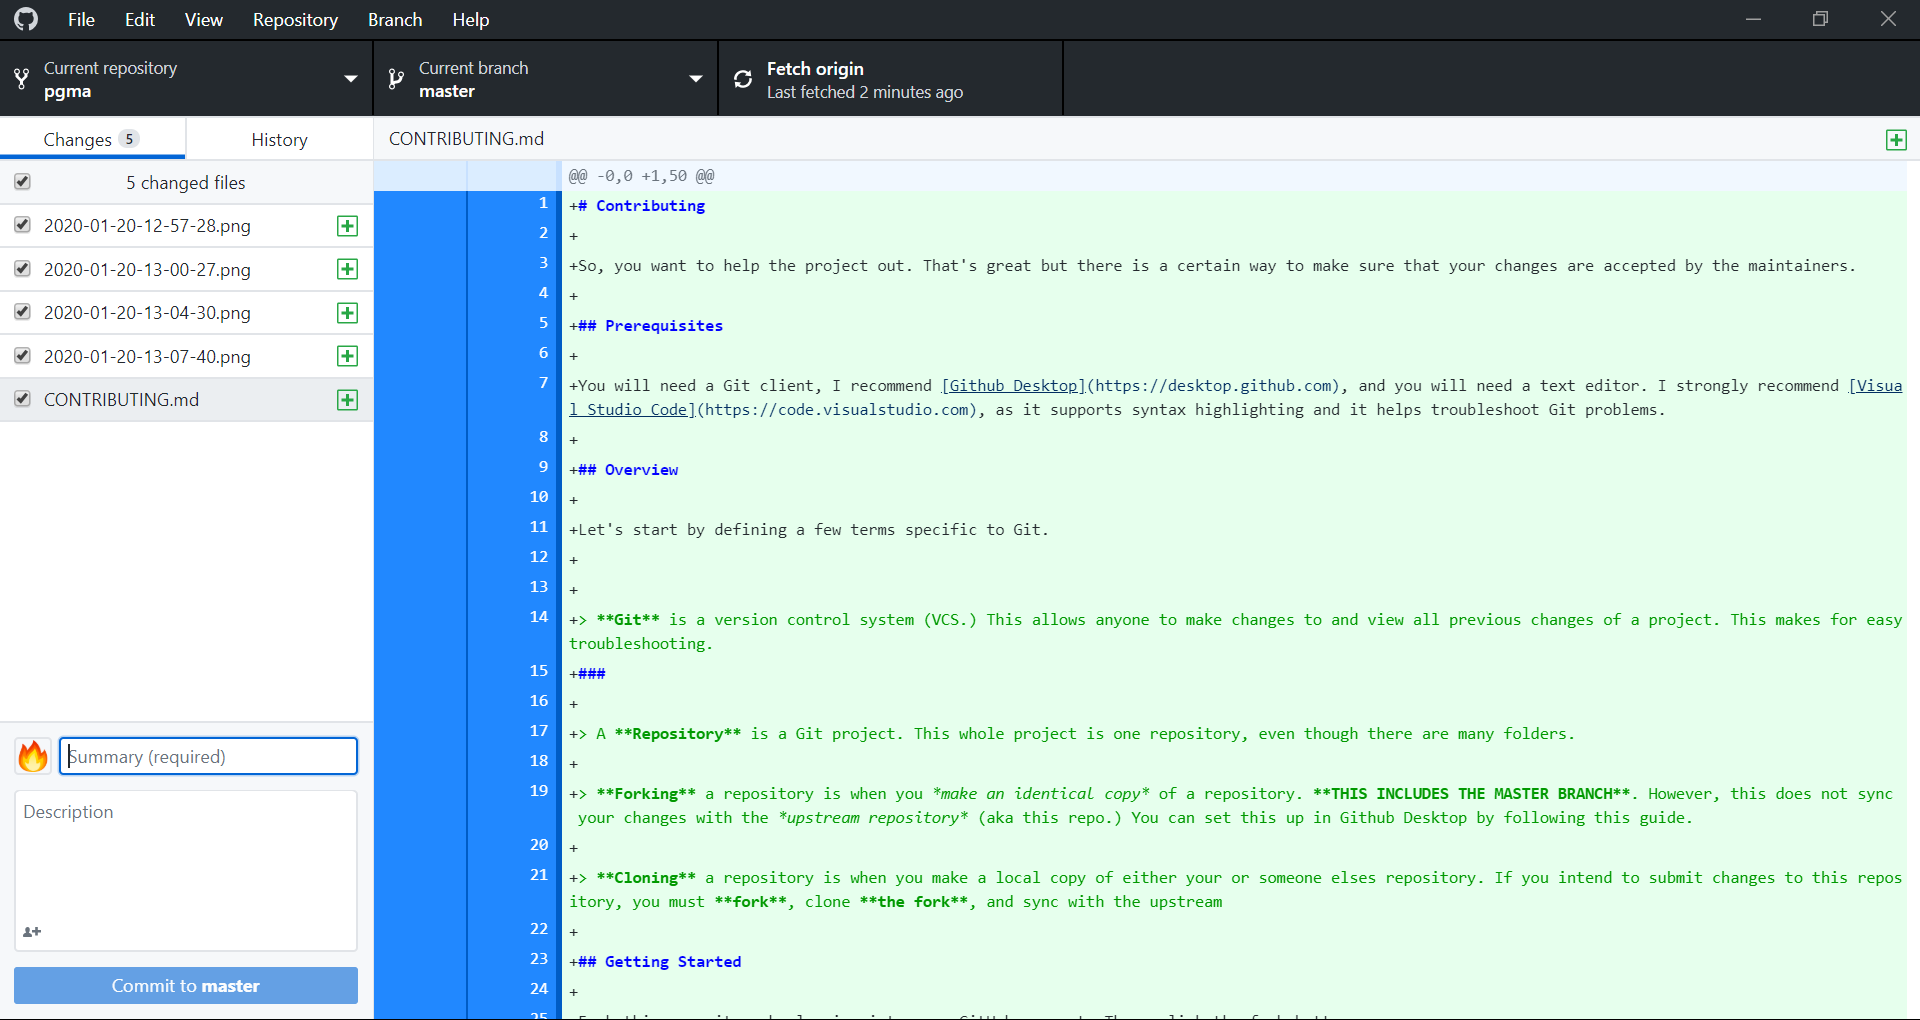 File Edit View Repository Branch Help
Current repository
pgma
Current branch
master
Fetch origin
Last fetched 2 minutes ago
Changes 5
History
CONTRIBUTING.md
5 changed files
2020-01-20-12-57-28.png
2020-01-20-13-00-27.png
2020-01-20-13-04-30.png
2020-01-20-13-07-40.png
CONTRIBUTING.md
Summary (required)
Description
Commit to master
@@ -0,0 +1,50 @@
1 +# Contributing
2 +
3 +So, you want to help the project out. That's great but there is a certain way to make sure that your changes are accepted by the maintainers.
4 +
5 +## Prerequisites
6 +
7 +You will need a Git client, I recommend [Github Desktop](https://desktop.github.com), and you will need a text editor. I strongly recommend [Visua
l Studio Code](https://code.visualstudio.com), as it supports syntax highlighting and it helps troubleshoot Git problems.
8 +
9 +## Overview
10 +
11 +Let's start by defining a few terms specific to Git.
12 +
13 +
14 +> **Git** is a version control system (VCS.) This allows anyone to make changes to and view all previous changes of a project. This makes for easy
troubleshooting.
15 +###
16 +
17 +> A **Repository** is a Git project. This whole project is one repository, even though there are many folders.
18 +
19 +> **Forking** a repository is when you *make an identical copy* of a repository. **THIS INCLUDES THE MASTER BRANCH**. However, this does not sync
your changes with the *upstream repository* (aka this repo.) You can set this up in Github Desktop by following this guide.
20 +
21 +> **Cloning** a repository is when you make a local copy of either your or someone elses repository. If you intend to submit changes to this repos
itory, you must **fork**, clone **the fork**, and sync with the upstream
22 +
23 +## Getting Started
24 +
25